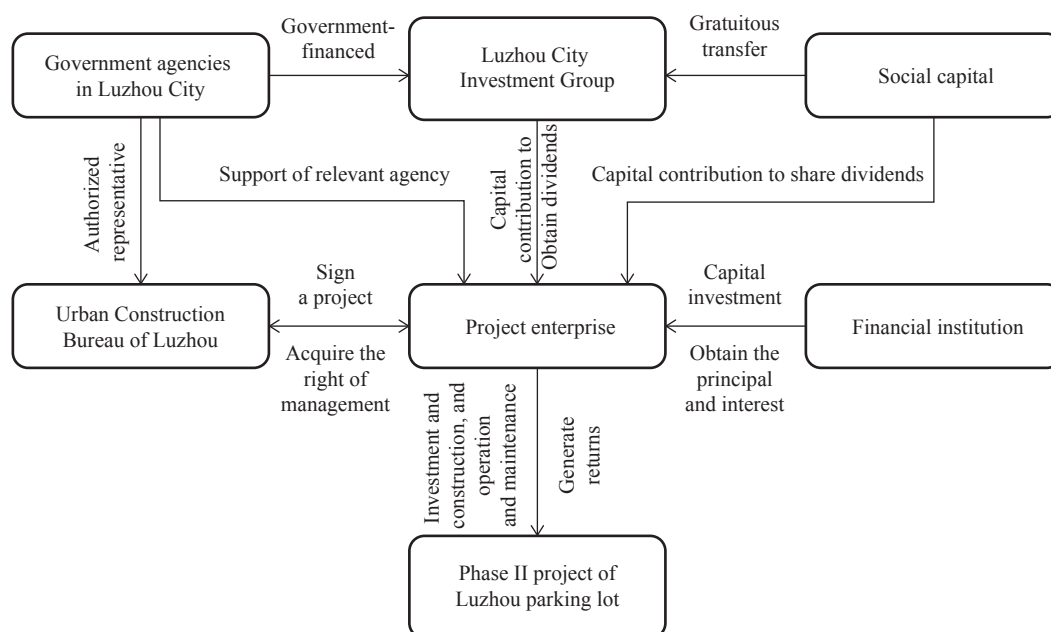 Government-
financed
Gratuitous
transfer
Government agencies
in Luzhou City
Luzhou City
Investment Group
Social capital
Authorized
representative
Support of relevant agency
Capital
contribution to
Obtain dividends
Capital contribution to share dividends
Sign
a project
Capital
investment
Urban Construction
Bureau of Luzhou
Project enterprise
Financial institution
Acquire the
right of
management
Obtain the
principal
and interest
Investment and
construction, and
operation
and maintenance
Generate
returns
Phase II project of
Luzhou parking lot